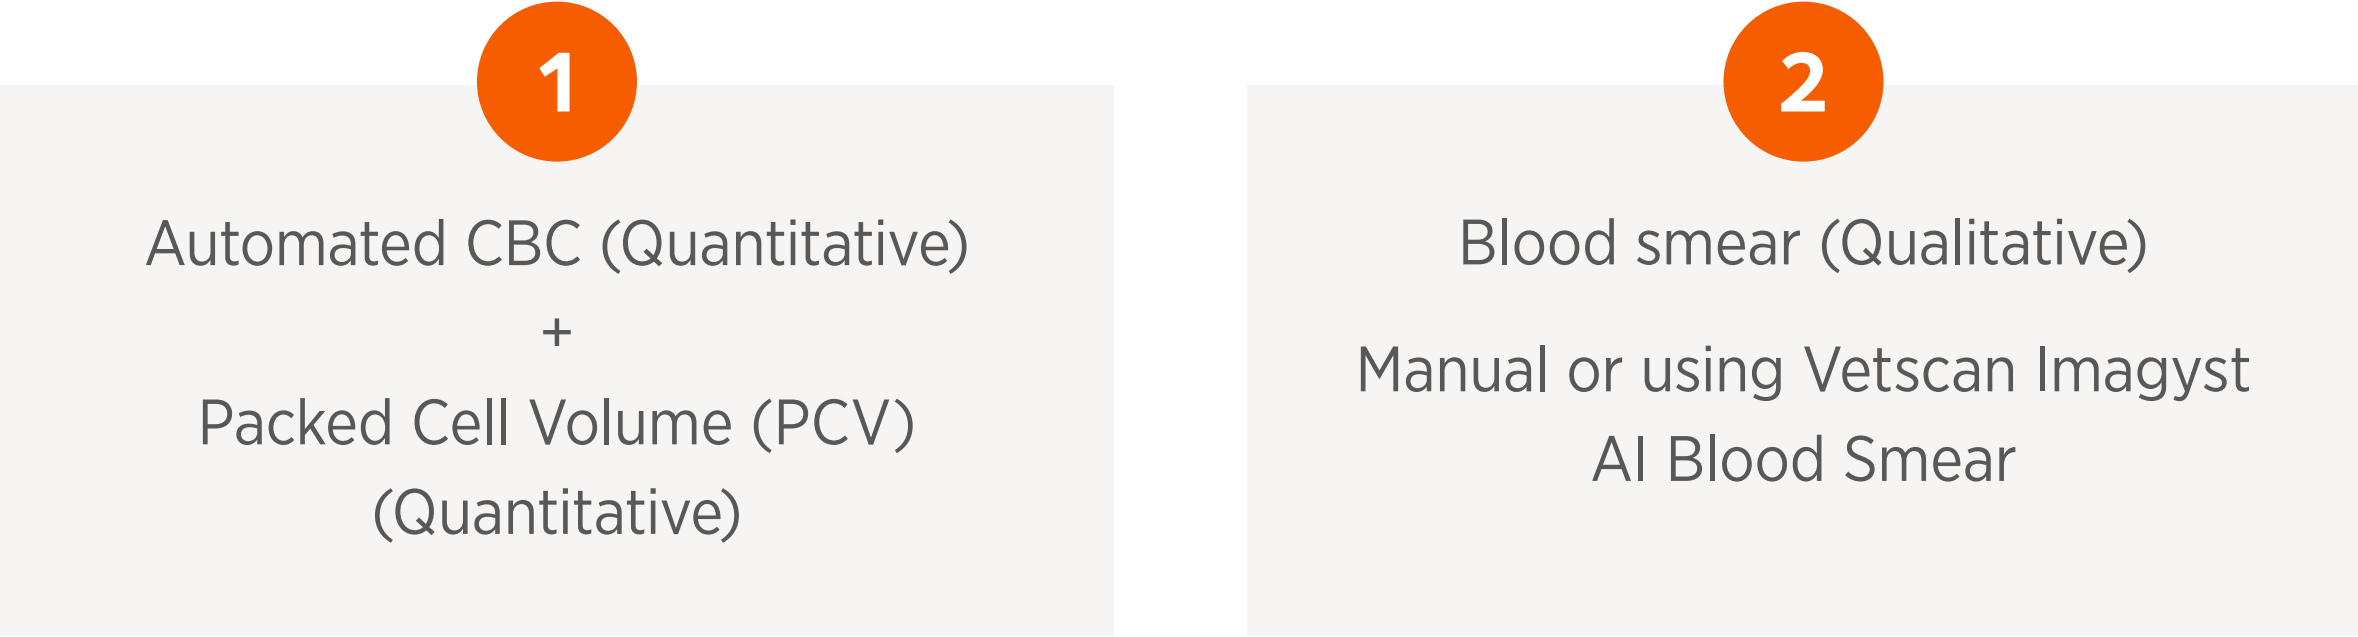 1
Automated CBC (Quantitative)
+
Packed Cell Volume (PCV)
(Quantitative)
2
Blood smear (Qualitative)
Manual or using Vetscan Imagyst
AI Blood Smear